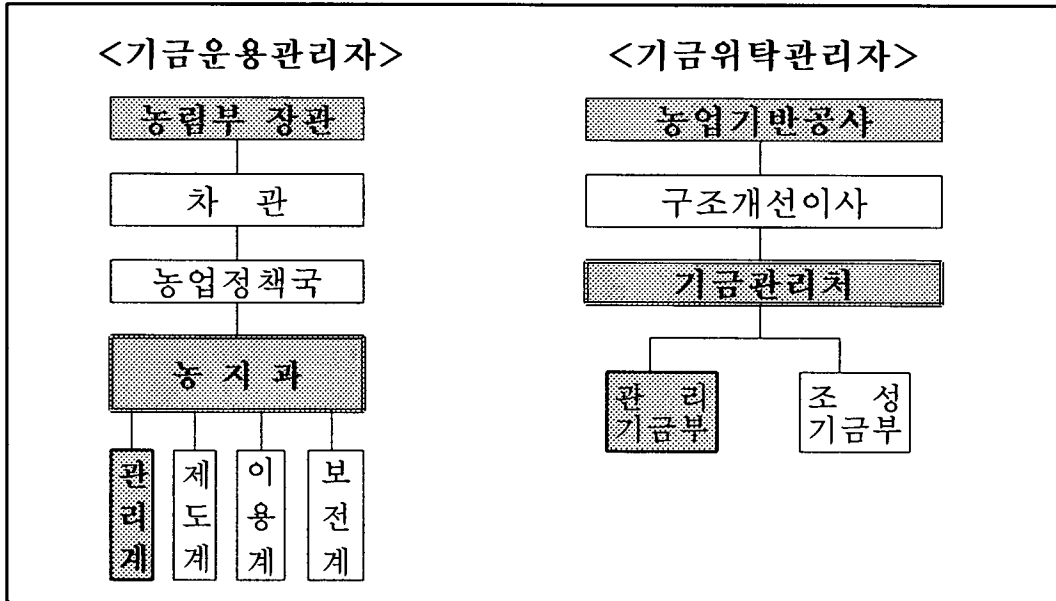 <기금운용관리자>
농림부 장관
차 관
농업정책국
농 지 과
관리계
제도계
이용계
보전계
<기금위탁관리자>
농업기반공사
구조개선이사
기금관리처
관 리
기금부
조 성
기금부